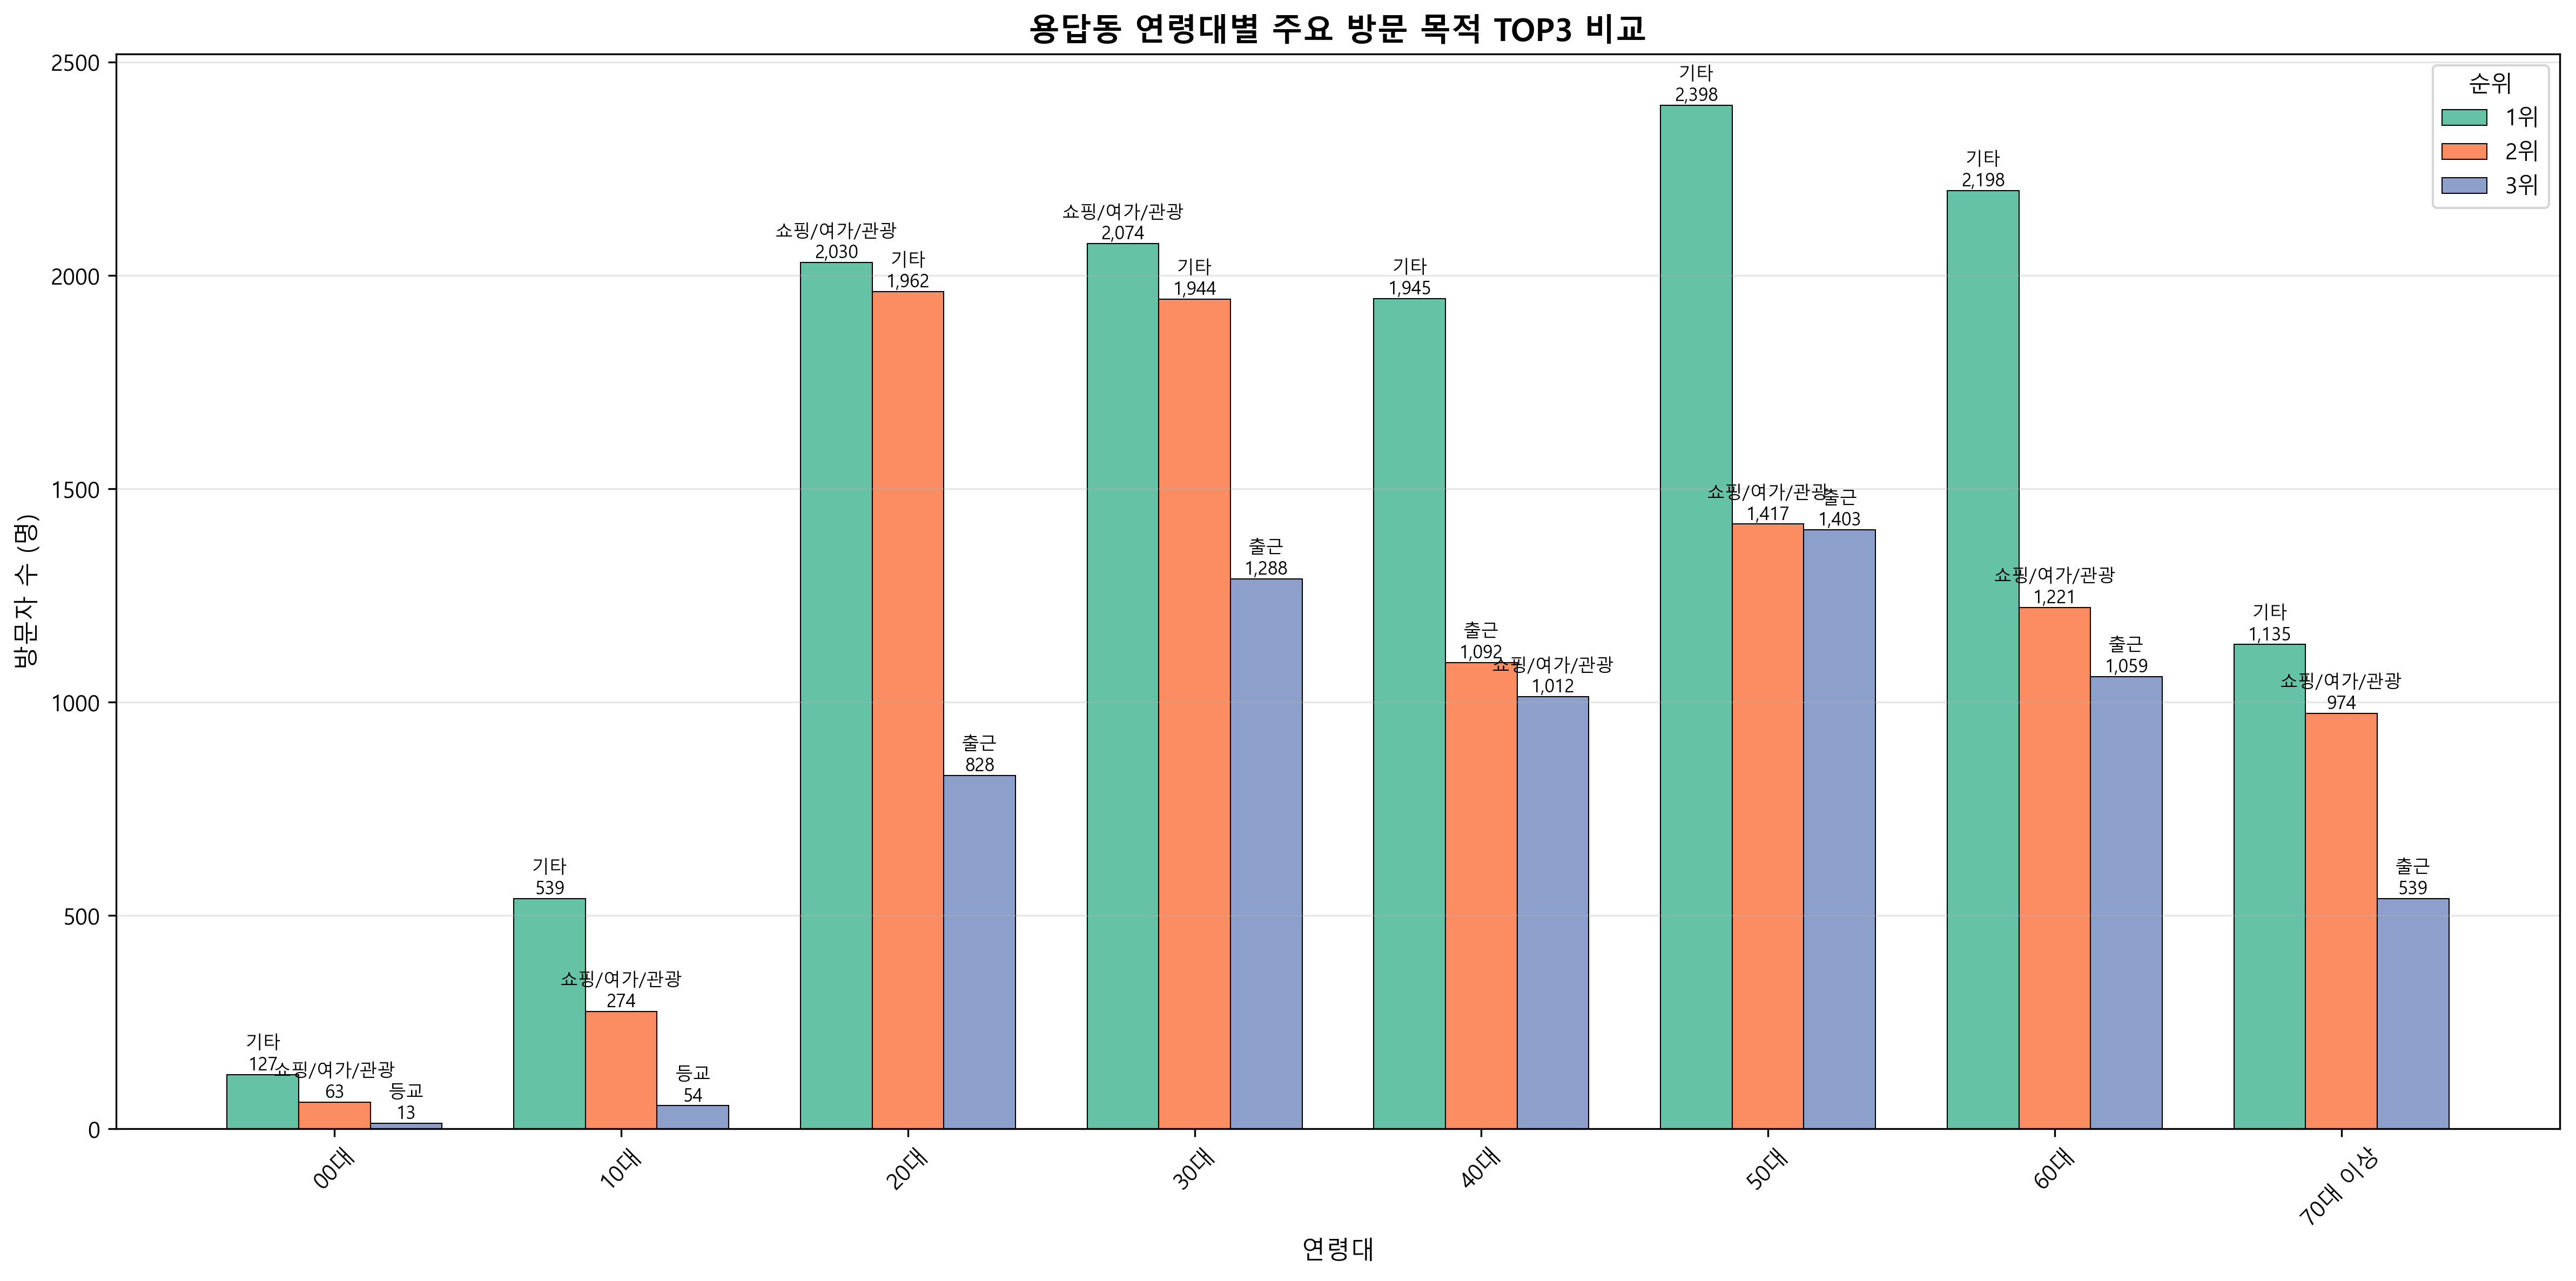 용답동 연령대별 주요 방문 목적 TOP3 비교
순위
1위
2위
3위
방문자 수 (명)
2500
2000
1500
1000
500
0
기타
127
쇼핑/여가/관광
63
등교
13
기타
539
쇼핑/여가/관광
274
등교
54
쇼핑/여가/관광
2,030
기타
1,962
출근
828
쇼핑/여가/관광
2,074
기타
1,944
출근
1,288
기타
1,945
출근
1,092
쇼핑/여가/관광
1,012
기타
2,398
쇼핑/여가/관광
1,417
출근
1,403
기타
2,198
쇼핑/여가/관광
1,221
출근
1,059
기타
1,135
쇼핑/여가/관광
974
출근
539
00대
10대
20대
30대
40대
50대
60대
70대 이상
연령대